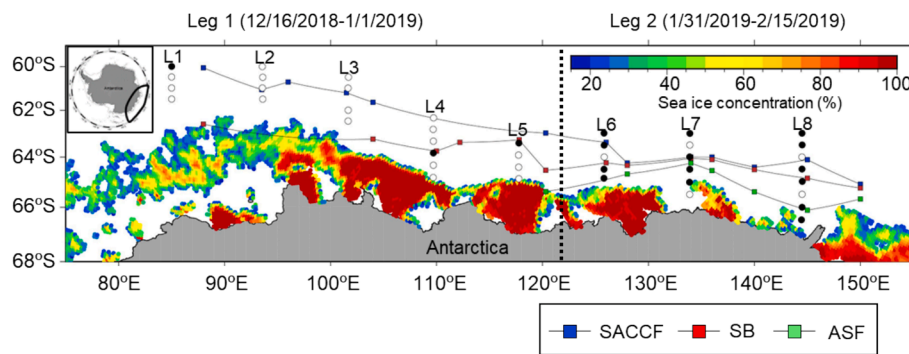 Leg 1 (12/16/2018-1/1/2019) Leg 2 (1/31/2019-2/15/2019)
60ºS
62ºS
64ºS
66ºS
68ºS
Antarctica
L1
L2
L3
L4
L5
L6
L7
L8
20 40 60 80 100
Sea ice concentration (%)
Antarctica
80ºE 90ºE 100ºE 110ºE 120ºE 130ºE 140ºE 150ºE
SACCF SB ASF